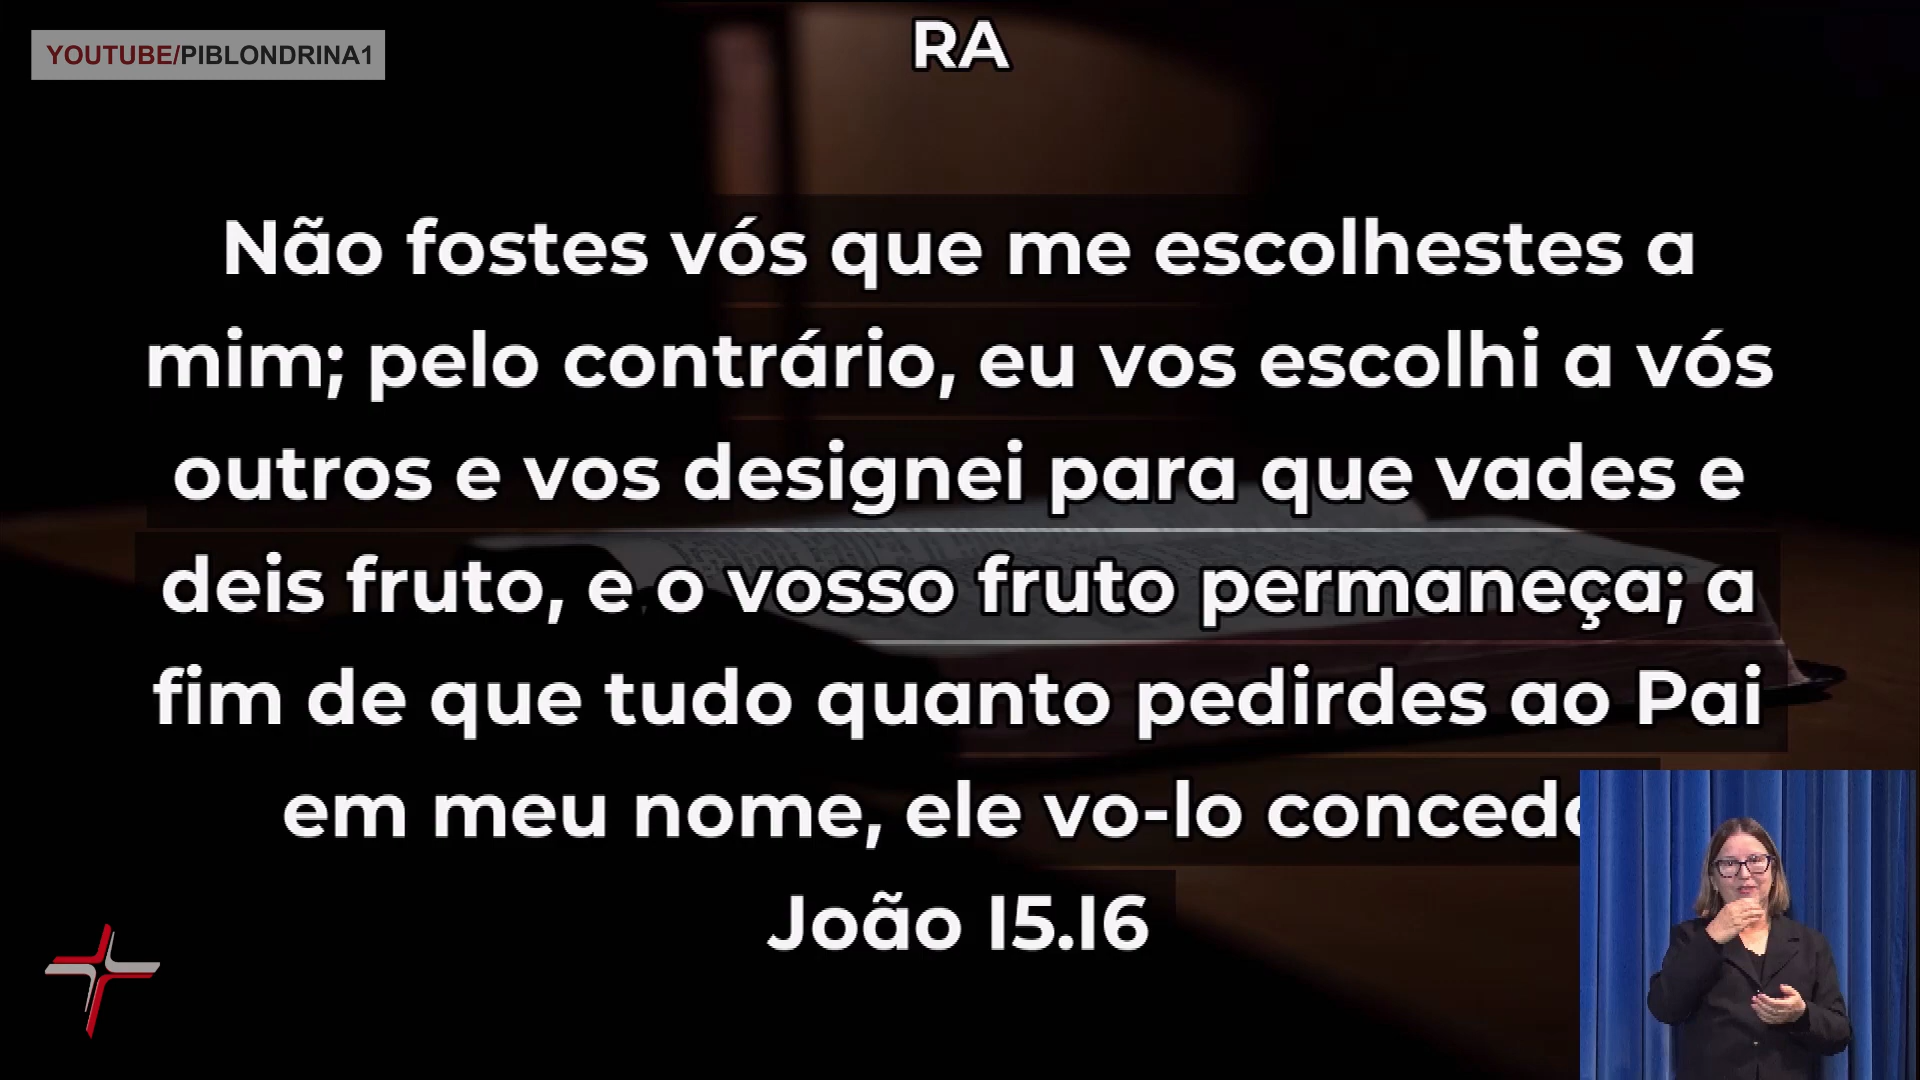 YOUTUBE/PIBLONDRINA1
RA
Não fostes vós que me escolhestes a
mim; pelo contrário, eu vos escolhi a vós
outros e vos designei para que vades e
deis fruto, e o vosso fruto permaneça; a
fim de que tudo quanto pedirdes ao Pai
em meu nome, ele vo-lo conceda
João 15.16